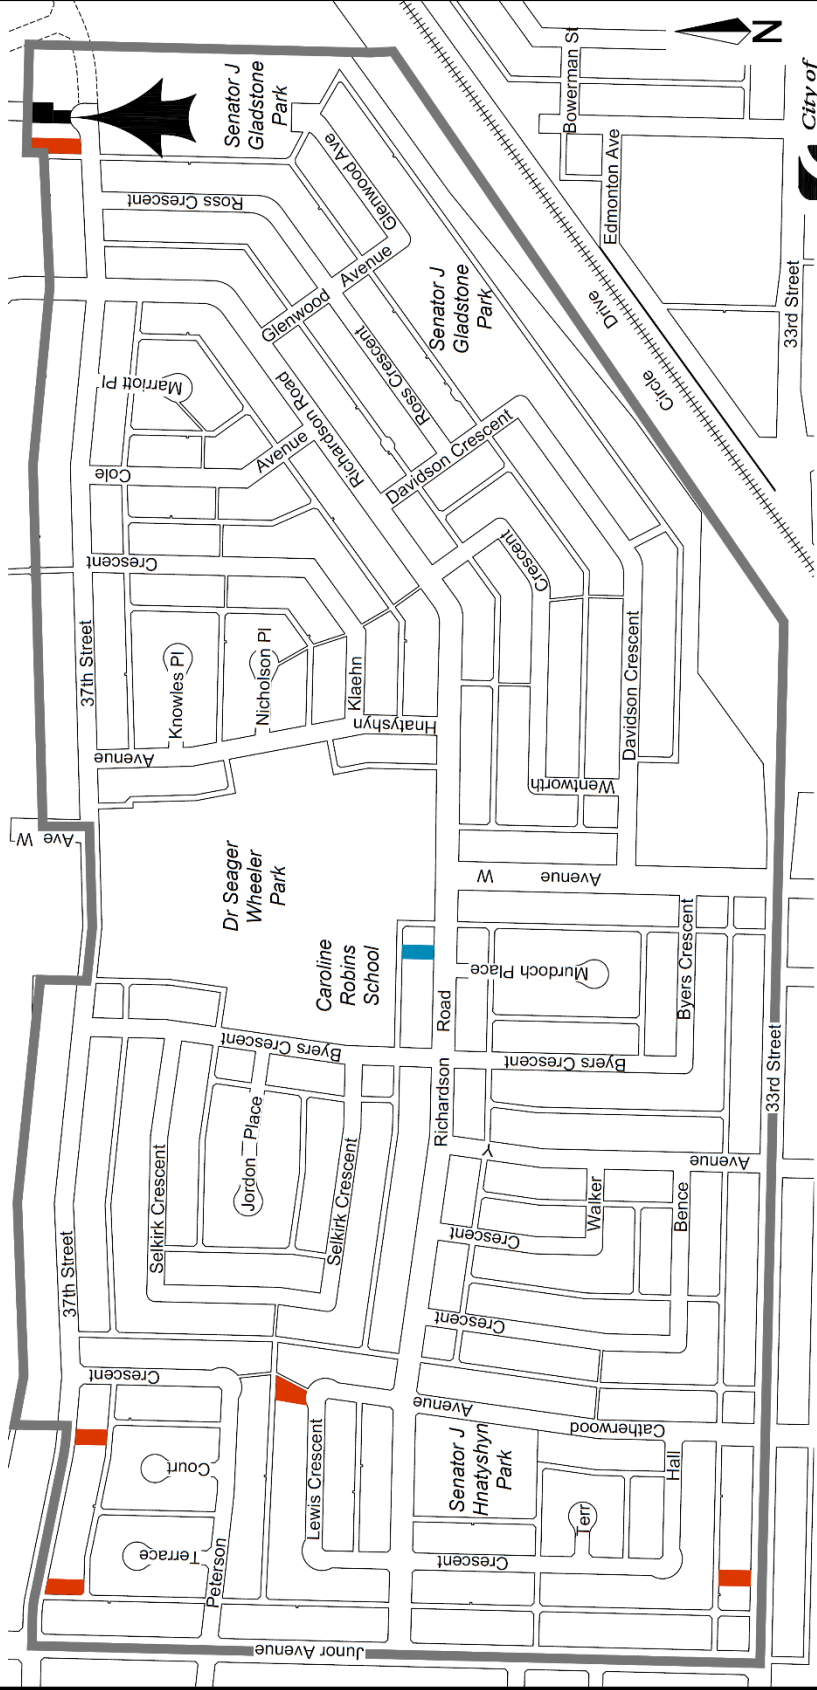 Bowerman St
N
City of
Senator J
Gladstone
Park
Glenwood Ave
Edmonton Ave
Ross Crescent
33rd Street
Glenwood
Avenue
Senator J
Gladstone
Park
Circle
Drive
Marriott Pl
Ross Crescent
Richardson Road
Davidson Crescent
Cole
Avenue
Crescent
Crescent
37th Street
Knowles Pl
Nicholson Pl
Klaehn
Hnatyshyn
Avenue
Davidson Crescent
Wentworth
Ave W
Dr Seager
Wheeler
Park
Avenue W
Caroline
Robins
School
Murdoch Place
Byers Crescent
Road
Byers Crescent
Byers Crescent
33rd Street
Richardson
Jordon Place
Y
Avenue
Selkirk Crescent
Selkirk Crescent
Walker
Bence
Crescent
37th Street
Crescent
Crescent
Avenue
Catherwood
Court
Lewis Crescent
Senator J
Hnatyshyn
Park
Hall
Terr
Terrace
Peterson
Crescent
Junor Avenue